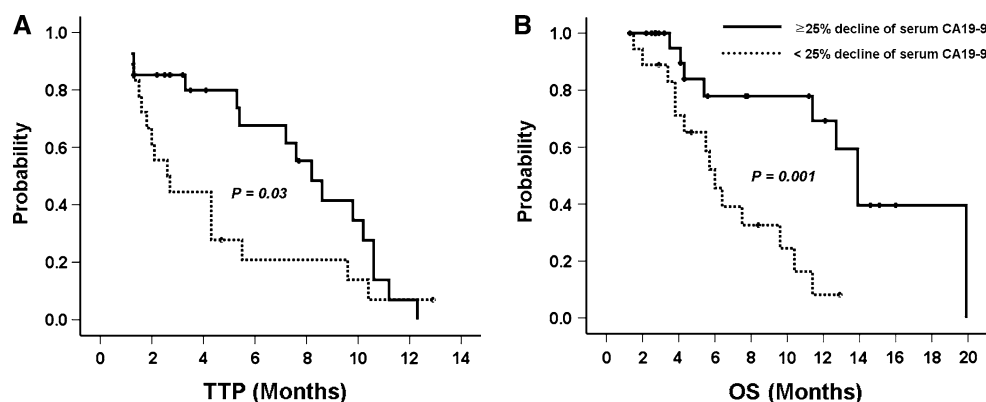 A
1.0
0.8
0.6
0.4
0.2
0.0
Probability
P = 0.03
0 2 4 6 8 10 12 14
TTP (Months)
B
≥25% decline of serum CA19-9
< 25% decline of serum CA19-9
1.0
0.8
0.6
0.4
0.2
0.0
Probability
P = 0.001
0 2 4 6 8 10 12 14 16 18 20
OS (Months)